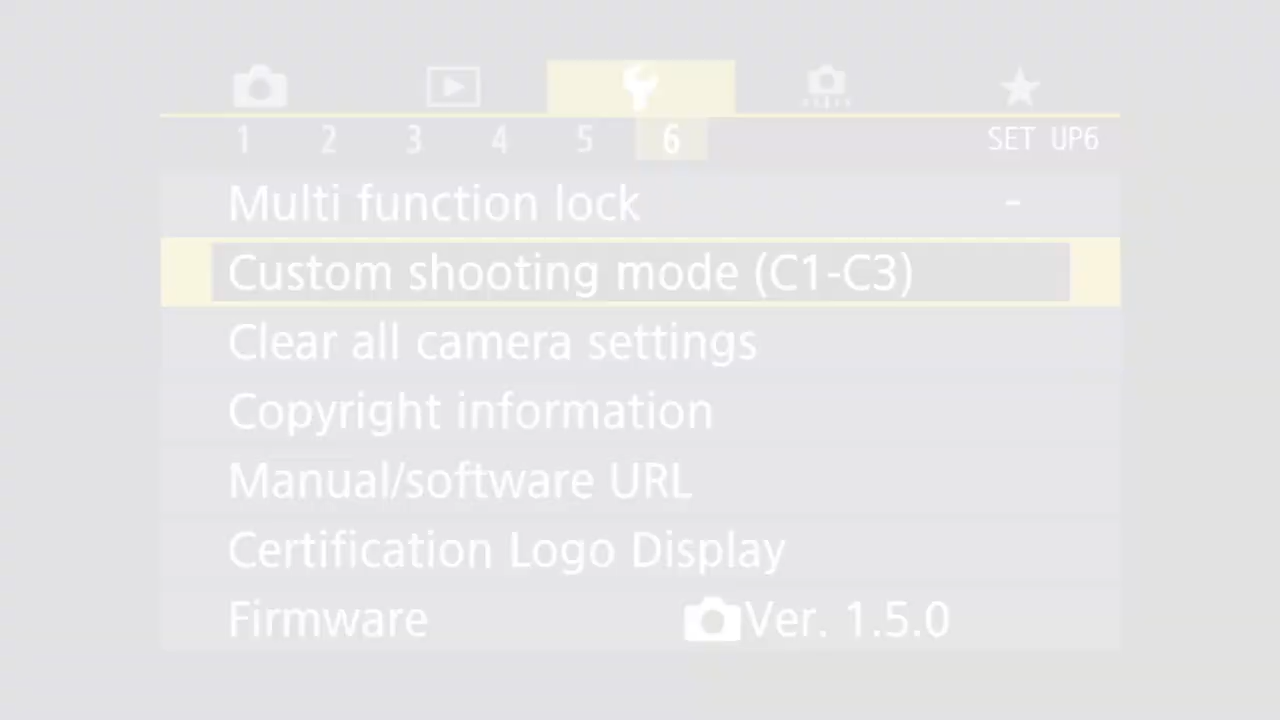 1 2 3 4 5 6 SET UP6
Multi function lock -
Custom shooting mode (C1-C3)
Clear all camera settings
Copyright information
Manual/software URL
Certification Logo Display
Firmware Ver. 1.5.0